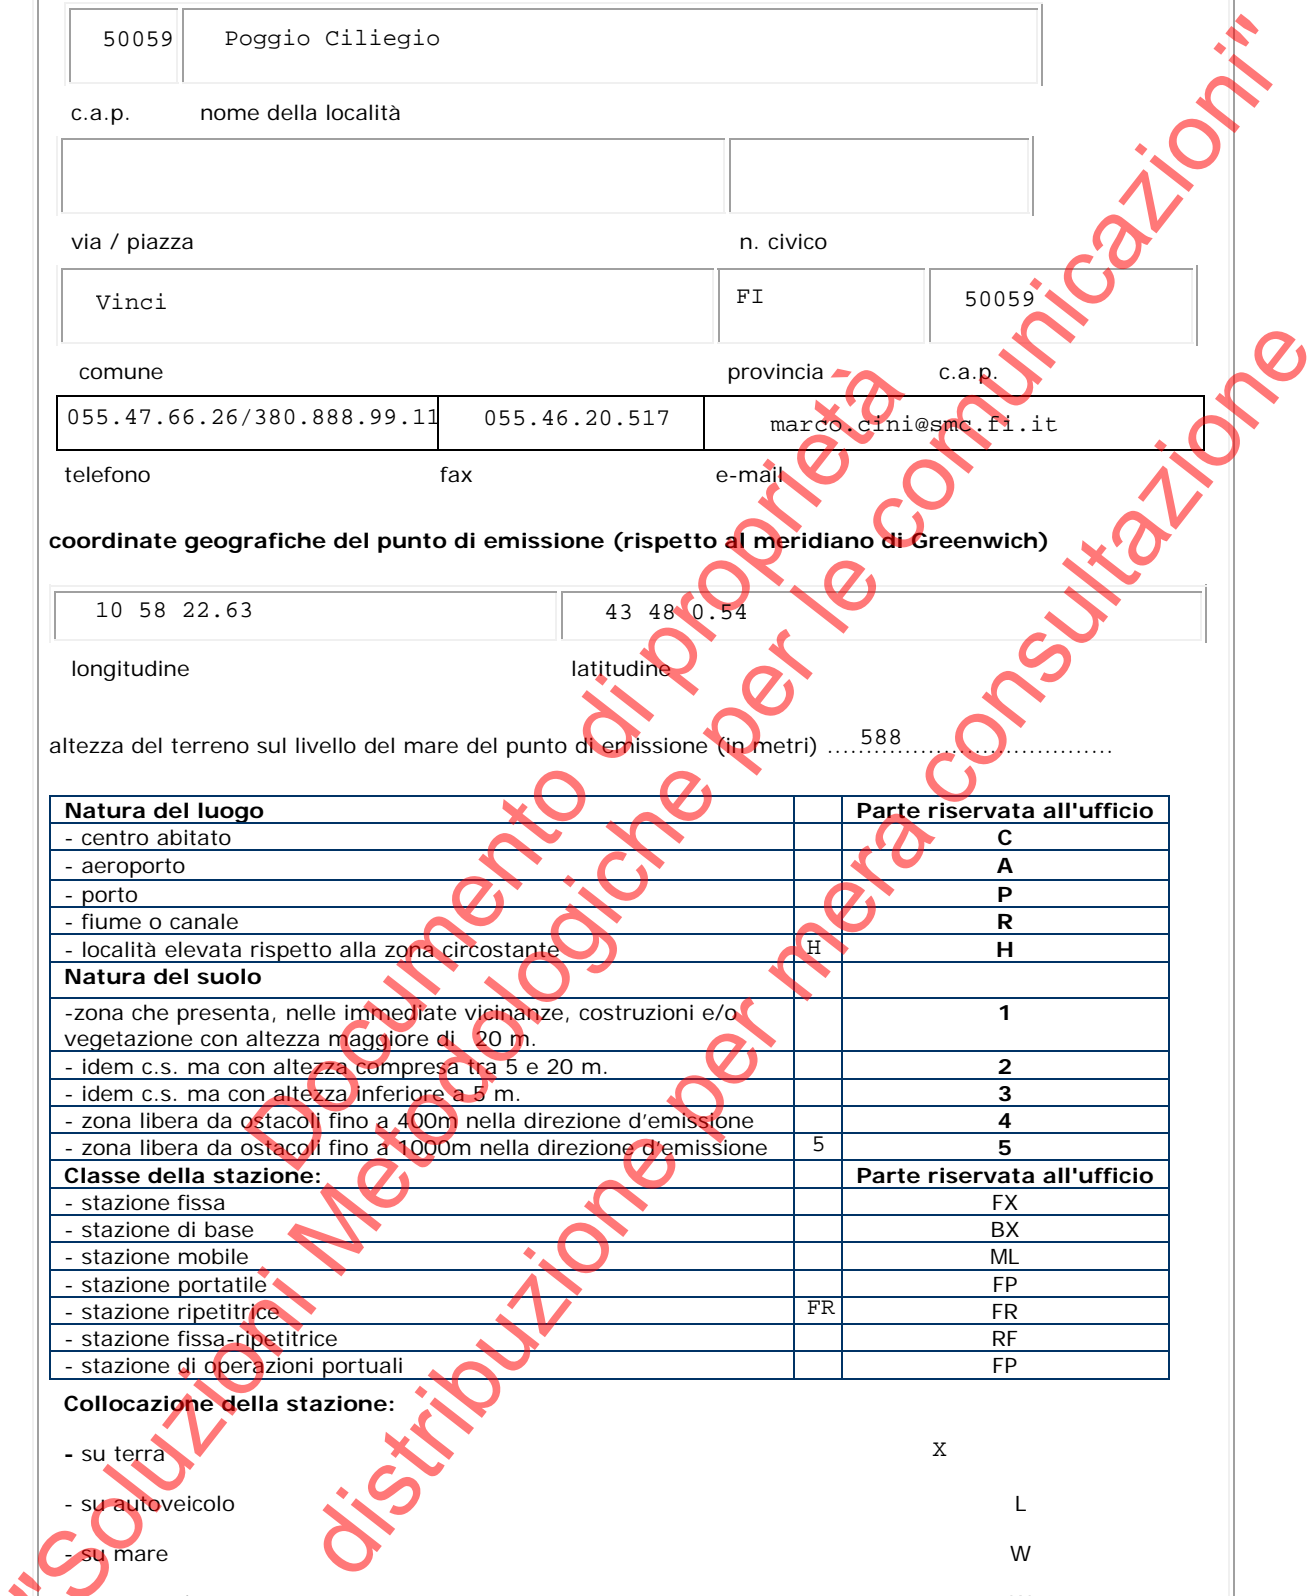 50059 Poggio Ciliegio
c.a.p. nome della località
via / piazza n. civico
Vinci FI 50059
comune provincia c.a.p.
055.47.66.26/380.888.99.11 055.46.20.517 marco.cini@smc.fi.it
telefono fax e-mail
coordinate geografiche del punto di emissione (rispetto al meridiano di Greenwich)
10 58 22.63 43 48 0.54
longitudine latitudine
altezza del terreno sul livello del mare del punto di emissione (in metri) ....588..................................
Natura del luogo Parte riservata all'ufficio
- centro abitato C
- aeroporto A
- porto P
- fiume o canale R
- località elevata rispetto alla zona circostante H H
Natura del suolo
-zona che presenta, nelle immediate vicinanze, costruzioni e/o 1
vegetazione con altezza maggiore di 20 m.
- idem c.s. ma con altezza compresa tra 5 e 20 m. 2
- idem c.s. ma con altezza inferiore a 5 m. 3
- zona libera da ostacoli fino a 400m nella direzione d'emissione 4
- zona libera da ostacoli fino a 1000m nella direzione d'emissione 5 5
Classe della stazione: Parte riservata all'ufficio
- stazione fissa FX
- stazione di base BX
- stazione mobile ML
- stazione portatile FP
- stazione ripetitrice FR FR
- stazione fissa-ripetitrice RF
- stazione di operazioni portuali FP
Collocazione della stazione:
- su terra X
- su autoveicolo L
- su mare W
Documento di proprietà
"Soluzioni Metodologiche per le comunicazioni"
distribuzione per mera consultazione